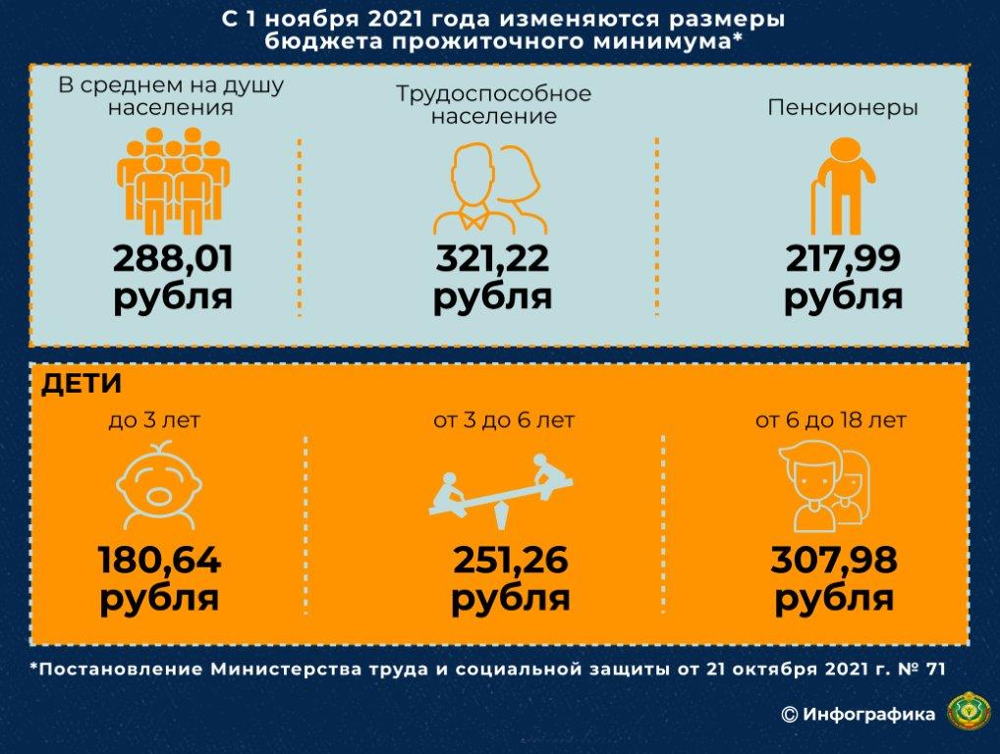 С 1 ноября 2021 года изменяются размеры
бюджета прожиточного минимума*
В среднем на душу
населения
288,01
рубля
Трудоспособное
население
321,22
рубля
Пенсионеры
217,99
рубля
ДЕТИ
до 3 лет
180,64
рубля
от 3 до 6 лет
251,26
рубля
от 6 до 18 лет
307,98
рубля
*Постановление Министерства труда и социальной защиты от 21 октября 2021 г. № 71
© Инфографика